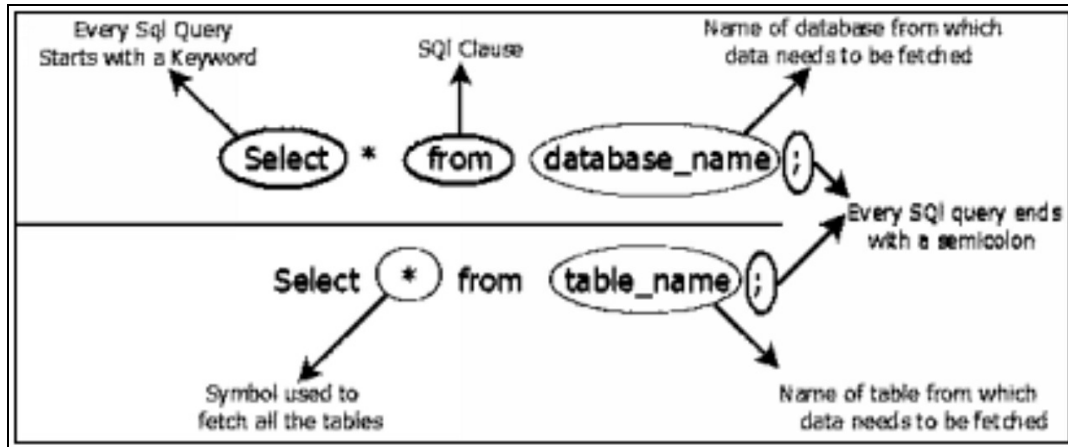 Every Sql Query
Starts with a Keyword
SQl Clause
Name of database from which
data needs to be fetched
Select * from database_name ;
Every SQl query ends
with a semicolon
Select * from table_name ;
Symbol used to
fetch all the tables
Name of table from which
data needs to be fetched